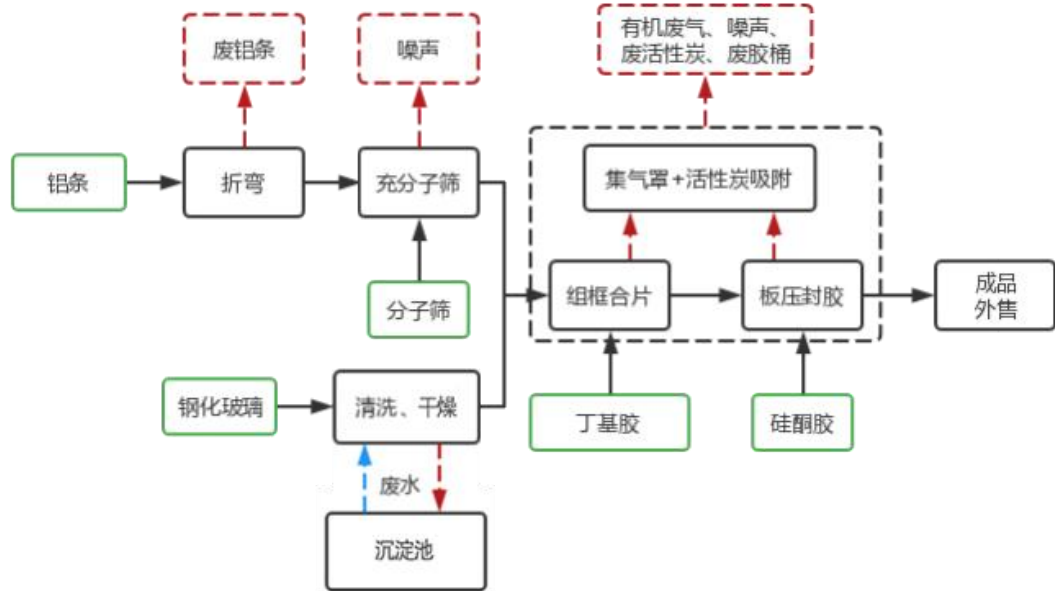 废铝条
噪声
有机废气、噪声、
废活性炭、废胶桶
铝条
折弯
充分子筛
集气罩+活性炭吸附
分子筛
组框合片
板压封胶
成品
外售
钢化玻璃
清洗、干燥
丁基胶
硅酮胶
废水
沉淀池